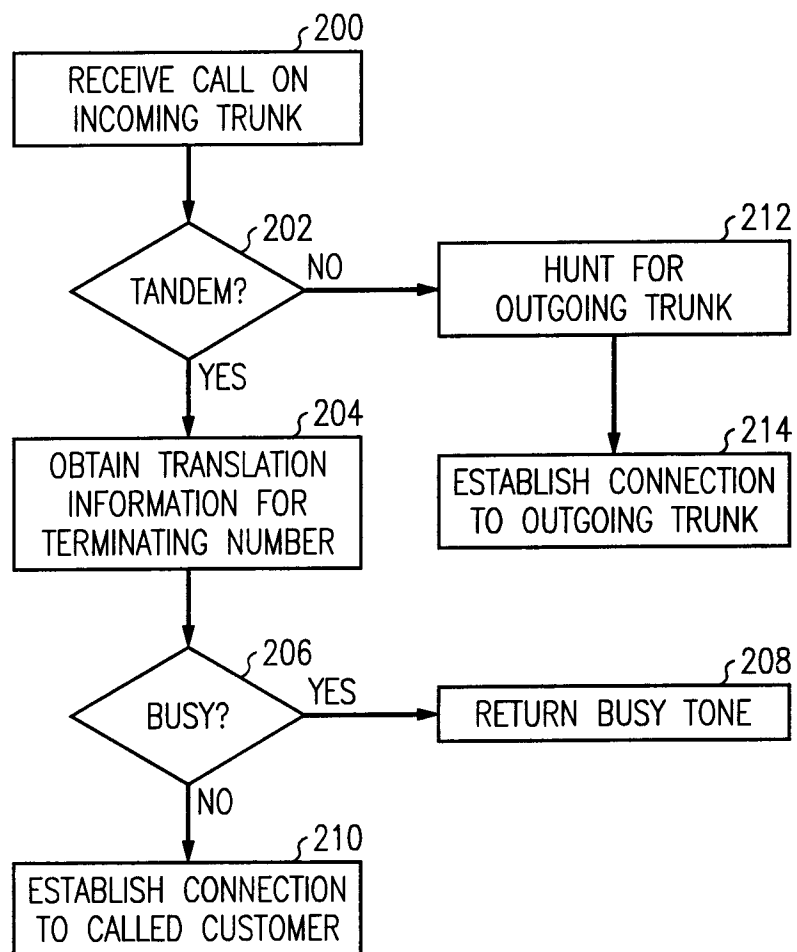 200
RECEIVE CALL ON
INCOMING TRUNK
202
TANDEM?
NO
YES
212
HUNT FOR
OUTGOING TRUNK
214
ESTABLISH CONNECTION
TO OUTGOING TRUNK
204
OBTAIN TRANSLATION
INFORMATION FOR
TERMINATING NUMBER
206
BUSY?
YES
NO
208
RETURN BUSY TONE
210
ESTABLISH CONNECTION
TO CALLED CUSTOMER